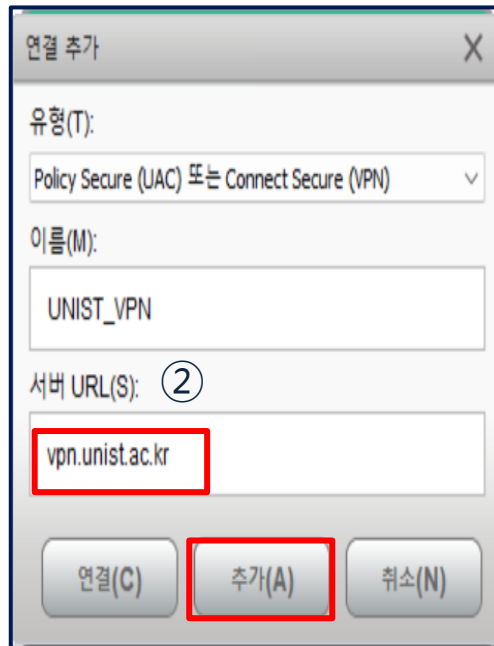 연결 추가
X
유형(T):
Policy Secure (UAC) 또는 Connect Secure (VPN)
이름(M):
UNIST_VPN
서버 URL(S): ②
vpn.unist.ac.kr
연결(C) 추가(A) 취소(N)